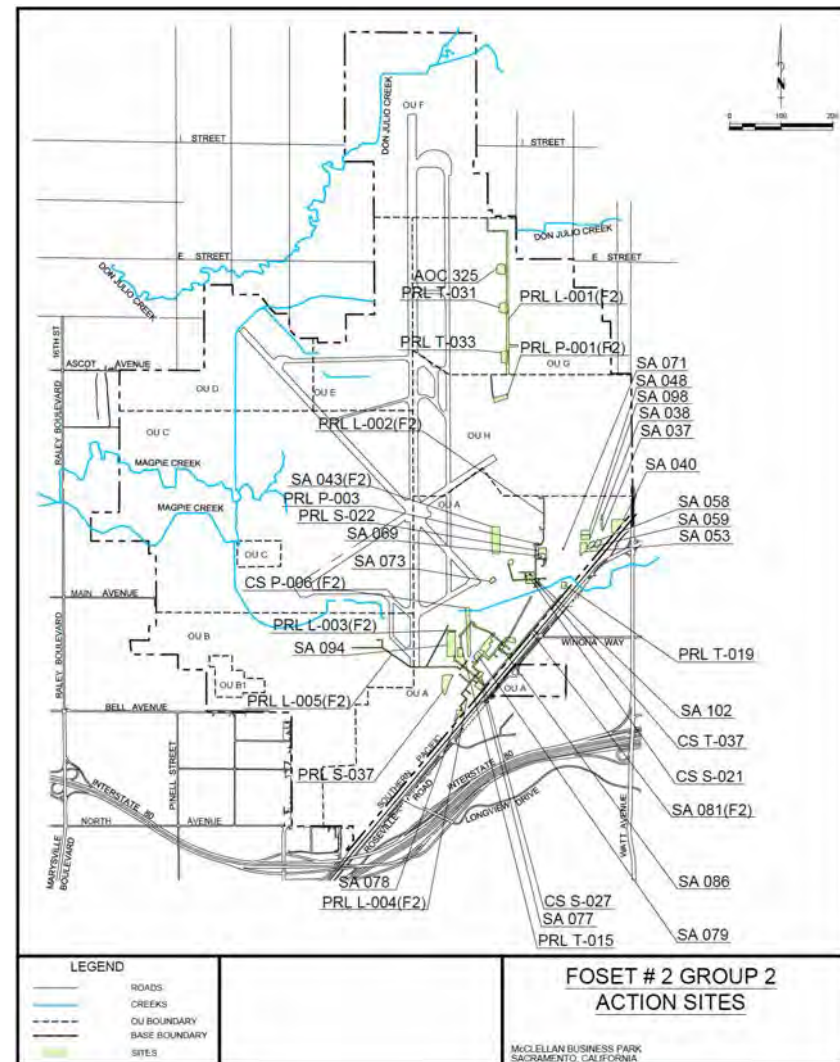 OU F
DON JULIO CREEK
N
0 100 200
I STREET
I STREET
DON JULIO CREEK
E STREET
E STREET
DON JULIO CREEK
AOC 325
PRL T-031
PRL L-001(F2)
PRL T-033
PRL P-001(F2)
16TH ST
ASCOT AVENUE
OU G
SA 071
SA 048
SA 098
SA 038
SA 037
OU D
OU E
RALEY BOULEVARD
OU C
PRL L-002(F2)
OU H
MAGPIE CREEK
SA 040
SA 043(F2)
PRL P-003
PRL S-022
SA 069
SA 073
CS P-006 (F2)
OU A
SA 058
SA 059
SA 053
MAGPIE CREEK
OU C
MAIN AVENUE
PRL L-003(F2)
SA 094
WINONA WAY
PRL T-019
OU B
OU B
RALEY BOULEVARD
PRL L-005(F2)
OU A
OU A
BELL AVENUE
SA 102
CS T-037
PRL S-037
CS S-021
PINELL STREET
SOUTHERN PACIFIC
ROSEVILLE ROAD
INTERSTATE 80
INTERSTATE 80
LONGVIEW DRIVE
SA 081(F2)
WATT AVENUE
NORTH AVENUE
MARYSVILLE BOULEVARD
SA 078
PRL L-004(F2)
SA 086
CS S-027
SA 077
PRL T-015
SA 079
LEGEND
ROADS
CREEKS
OU BOUNDARY
BASE BOUNDARY
SITES
FOSET # 2 GROUP 2
ACTION SITES
McCLELLAN BUSINESS PARK
SACRAMENTO, CALIFORNIA